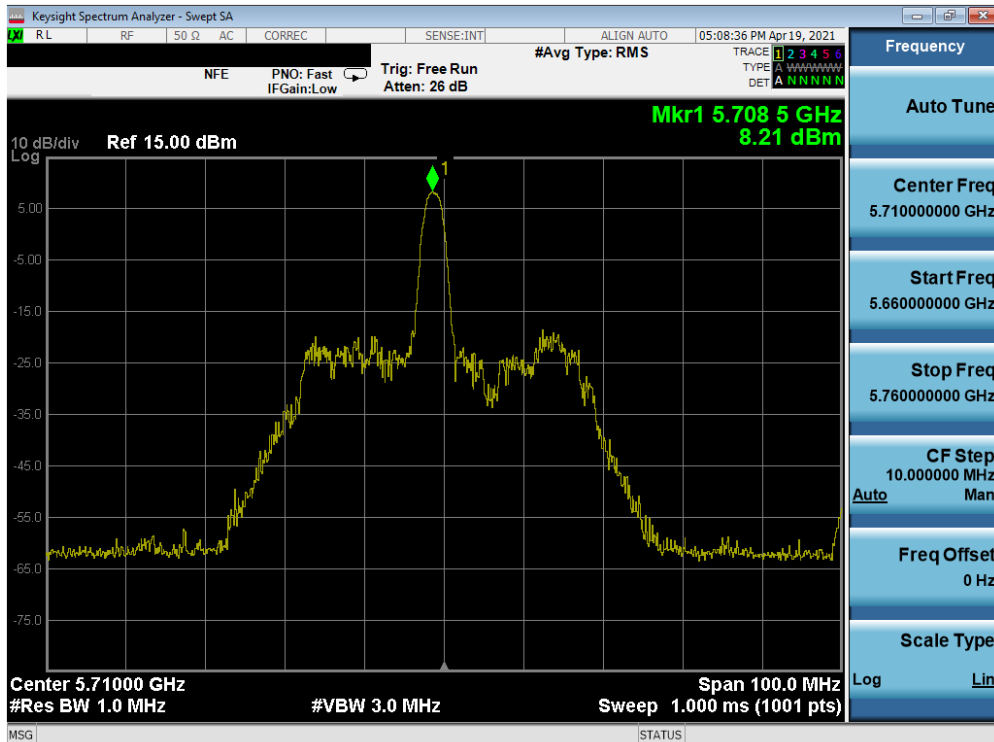 Keysight Spectrum Analyzer - Swept SA
LXI RL RF 50 Ω AC CORREC SENSE:INT ALIGN AUTO 05:08:36 PM Apr 19, 2021
NFE PNO: Fast IFGain:Low
Trig: Free Run
Atten: 26 dB
#Avg Type: RMS
TRACE 1 2 3 4 5 6
TYPE A W W W W W
DET A N N N N N
Mkr1 5.708 5 GHz
8.21 dBm
10 dB/div Ref 15.00 dBm
Log
1
5.00
-5.00
-15.0
-25.0
-35.0
-45.0
-55.0
-65.0
-75.0
Center 5.71000 GHz Span 100.0 MHz
#Res BW 1.0 MHz #VBW 3.0 MHz Sweep 1.000 ms (1001 pts)
MSG STATUS
Frequency
Auto Tune
Center Freq
5.710000000 GHz
Start Freq
5.660000000 GHz
Stop Freq
5.760000000 GHz
CF Step
10.000000 MHz
Auto Man
Freq Offset
0 Hz
Scale Type
Log Lin